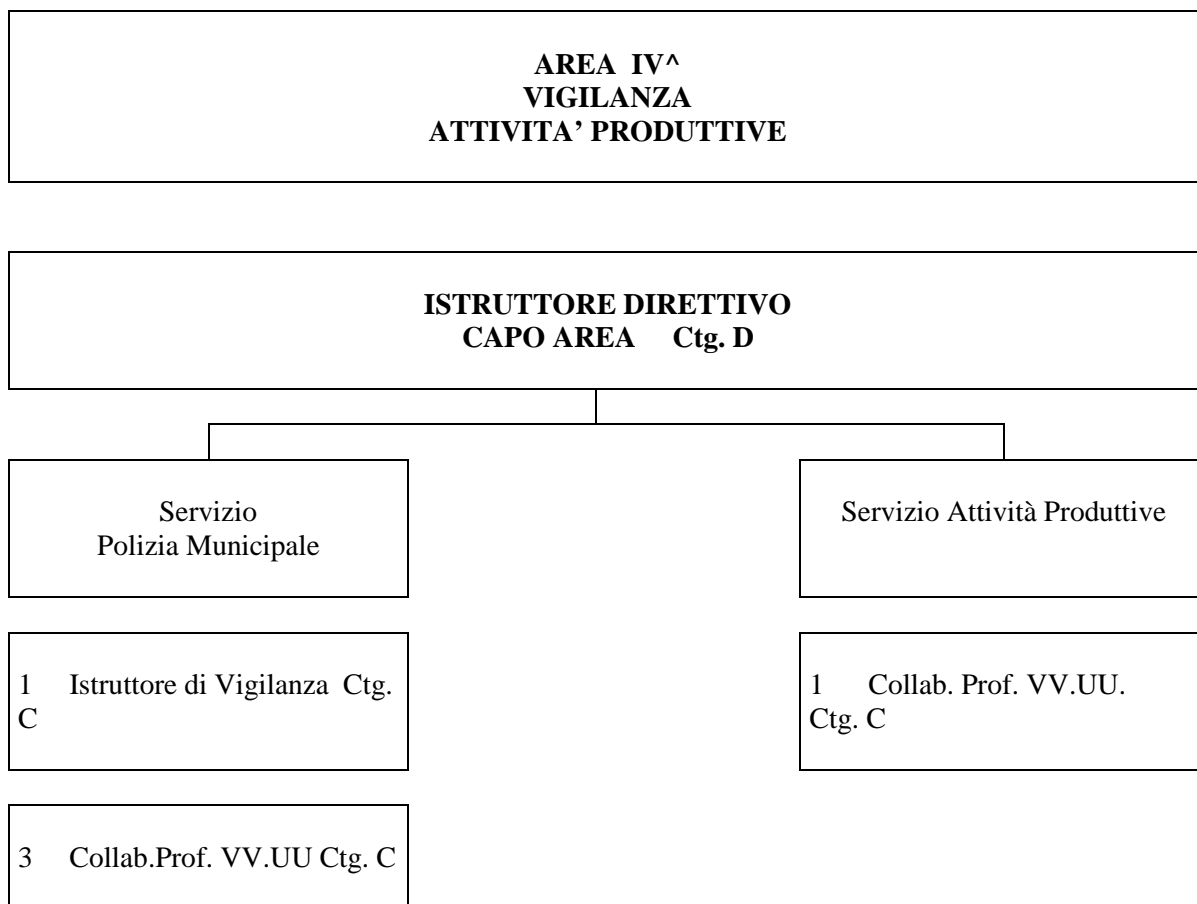 AREA IV^
VIGILANZA
ATTIVITA’ PRODUTTIVE
ISTRUTTORE DIRETTIVO
CAPO AREA Ctg. D
Servizio
Polizia Municipale
Servizio Attività Produttive
1 Istruttore di Vigilanza Ctg.
C
1 Collab. Prof. VV.UU.
Ctg. C
3 Collab.Prof. VV.UU Ctg. C